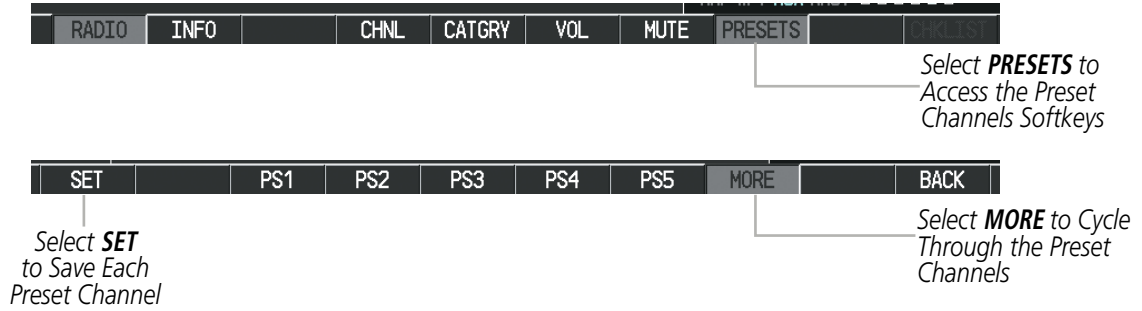 RADIO INFO CHNL CATGRY VOL MUTE PRESETS CHKLIST
Select PRESETS to
Access the Preset
Channels Softkeys
SET PS1 PS2 PS3 PS4 PS5 MORE BACK
Select SET
to Save Each
Preset Channel
Select MORE to Cycle
Through the Preset
Channels